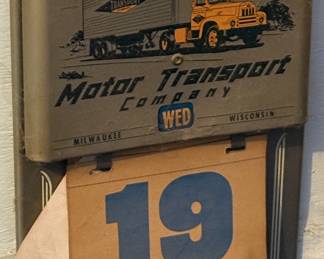 Motor Transport
Company
WED
MILWAUKEE WISCONSIN
19